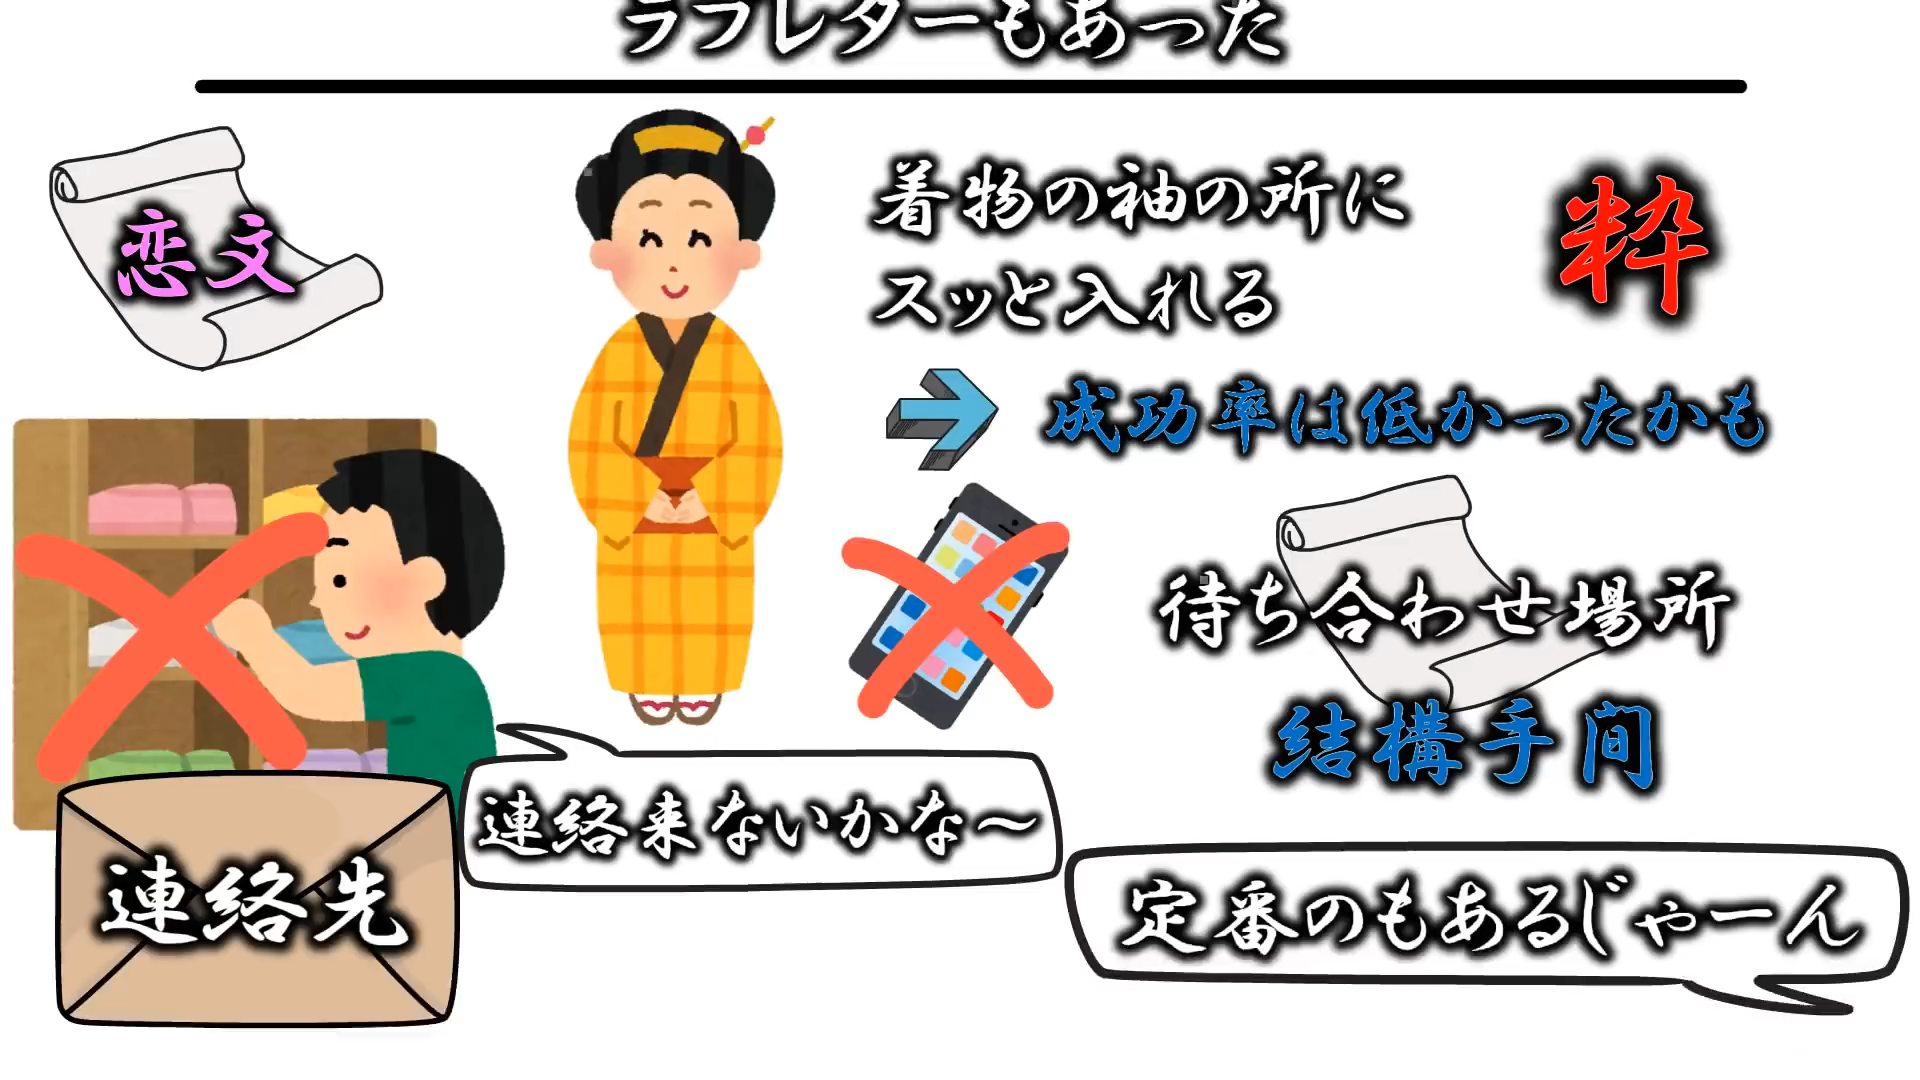 ラブレターもあった
恋文
着物の袖の所に
スッと入れる
粋
成功率は低かったかも
待ち合わせ場所
結構手間
連絡来ないかな～
連絡先
定番のもあるじゃーん